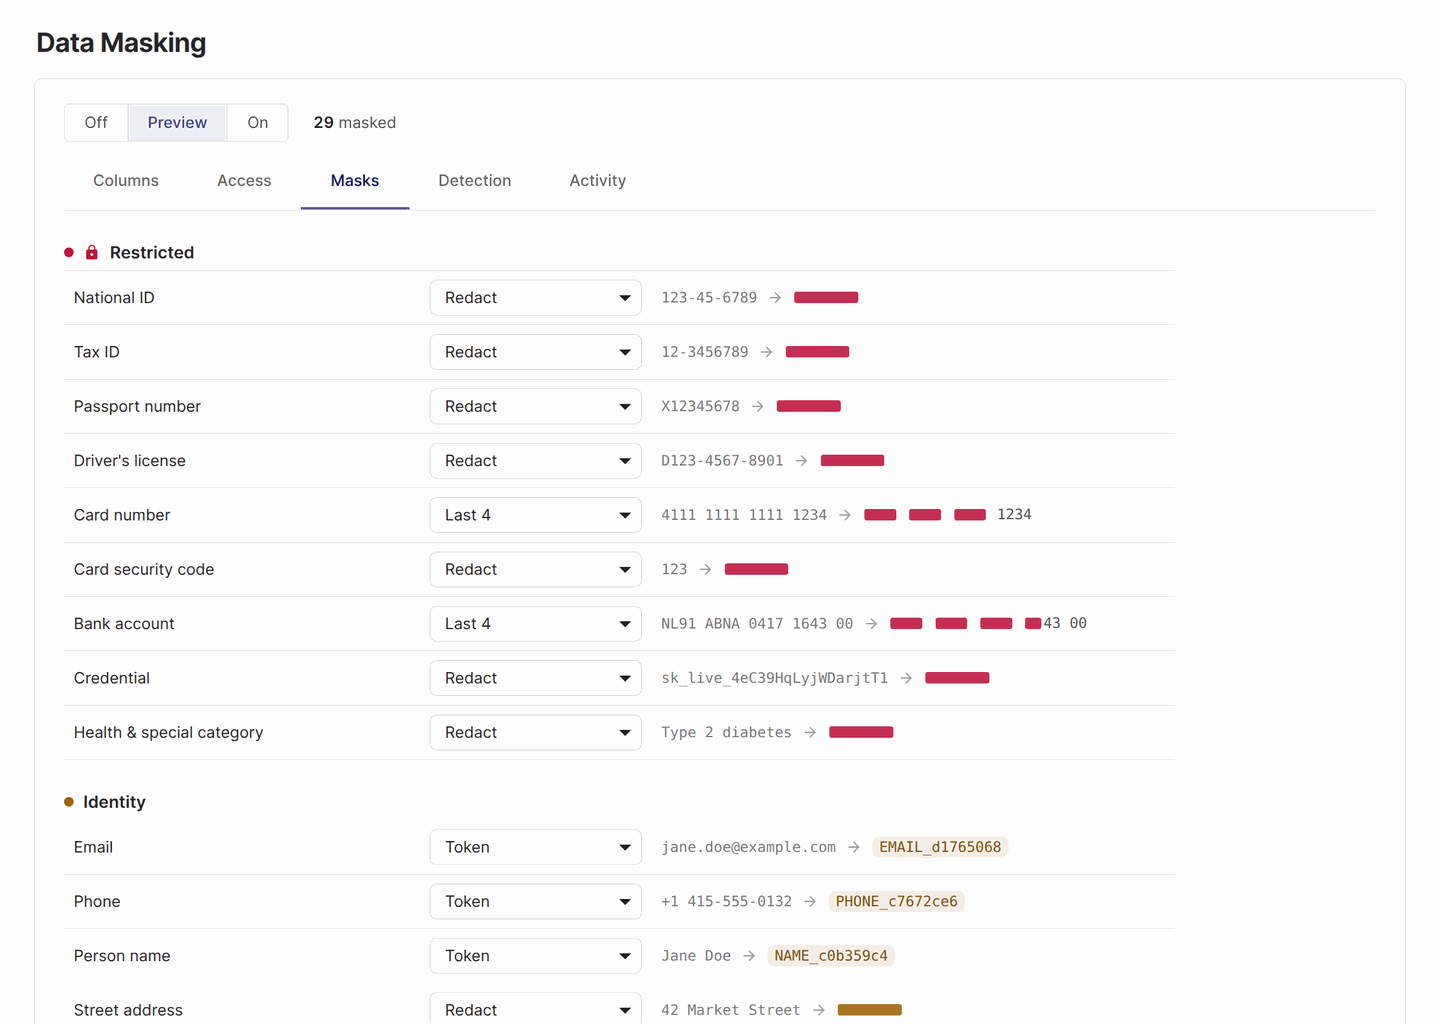 Data Masking
Off Preview On 29 masked
Columns Access Masks Detection Activity
Restricted
National ID Redact 123-45-6789 →
Tax ID Redact 12-3456789 →
Passport number Redact X12345678 →
Driver's license Redact D123-4567-8901 →
Card number Last 4 4111 1111 1111 1234 → 1234
Card security code Redact 123 →
Bank account Last 4 NL91 ABNA 0417 1643 00 → 43 00
Credential Redact sk_live_4eC39HqLyjWDarjtT1 →
Health & special category Redact Type 2 diabetes →
Identity
Email Token jane.doe@example.com → EMAIL_d1765068
Phone Token +1 415-555-0132 → PHONE_c7672ce6
Person name Token Jane Doe → NAME_c0b359c4
Street address Redact 42 Market Street →